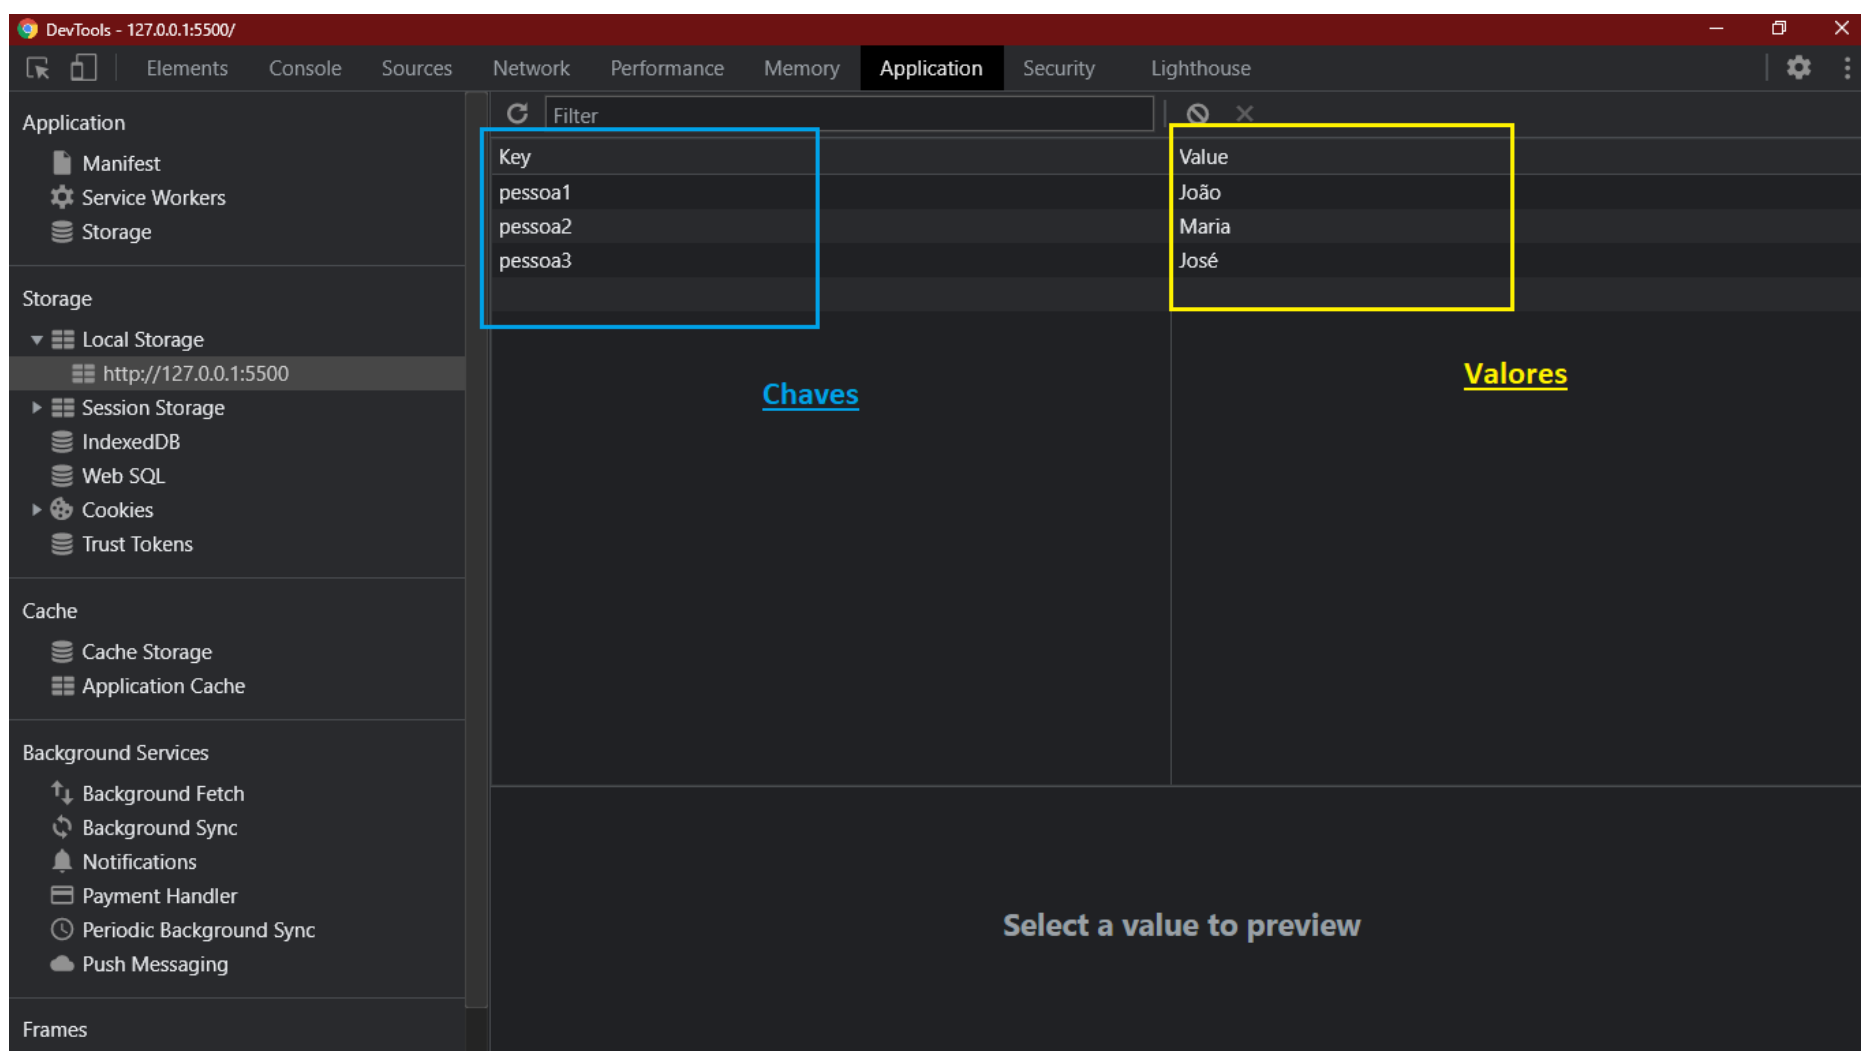 DevTools - 127.0.0.1:5500/
Elements Console Sources Network Performance Memory Application Security Lighthouse
Application
Manifest
Service Workers
Storage
Storage
Local Storage
http://127.0.0.1:5500
Session Storage
IndexedDB
Web SQL
Cookies
Trust Tokens
Cache
Cache Storage
Application Cache
Background Services
Background Fetch
Background Sync
Notifications
Payment Handler
Periodic Background Sync
Push Messaging
Frames
Filter
Key Value
pessoa1 João
pessoa2 Maria
pessoa3 José
Chaves
Valores
Select a value to preview